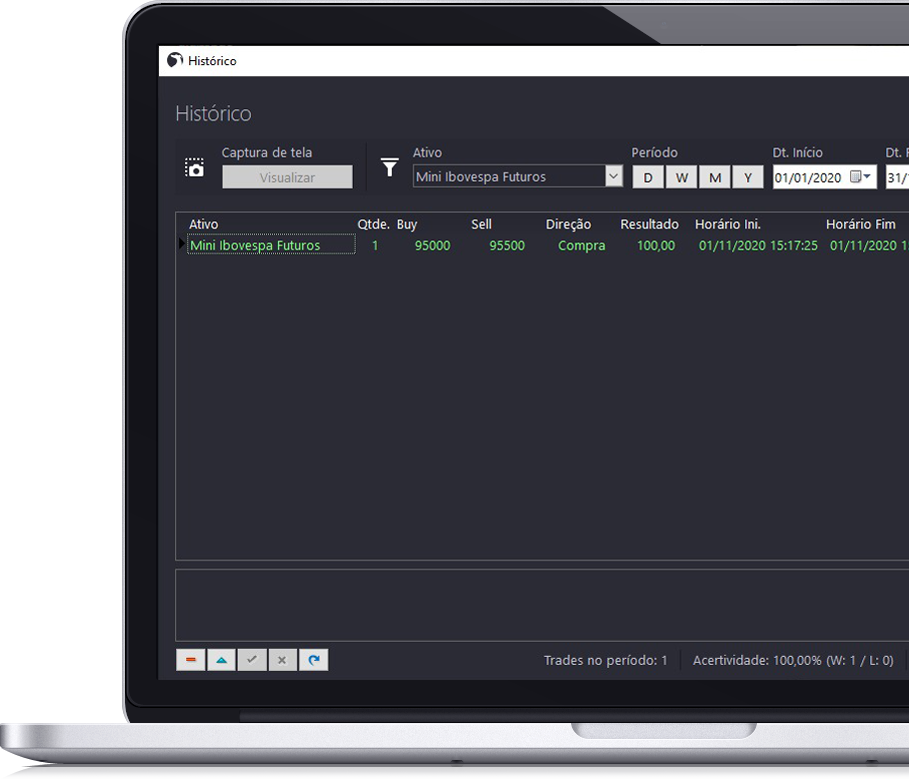 Histórico
Histórico
Captura de tela
Visualizar
Ativo
Mini Ibovespa Futuros
Período
D W M Y
Dt. Início
01/01/2020
Dt.
31/
Ativo Qtde. Buy Sell Direção Resultado Horário Ini. Horário Fim
Mini Ibovespa Futuros 1 95000 95500 Compra 100,00 01/11/2020 15:17:25 01/11/2020 1
Trades no período: 1 Acertividade: 100,00% (W: 1 / L: 0)